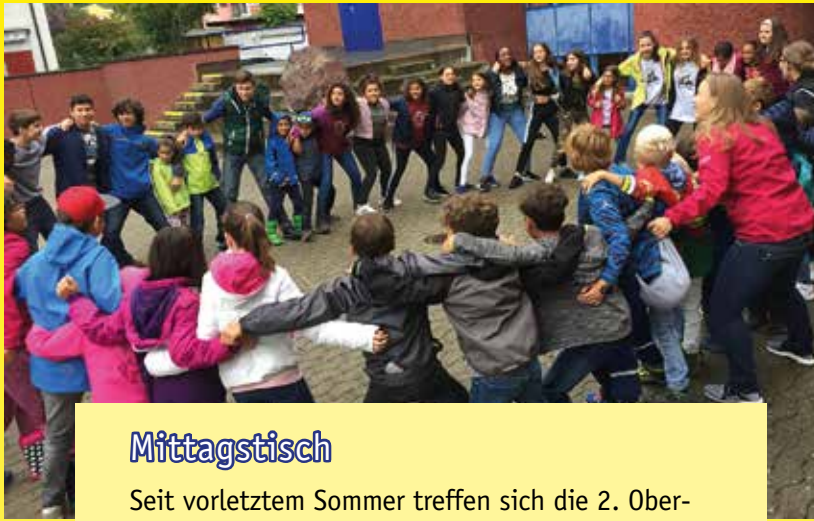 Mittagstisch
Seit vorletztem Sommer treffen sich die 2. Ober-